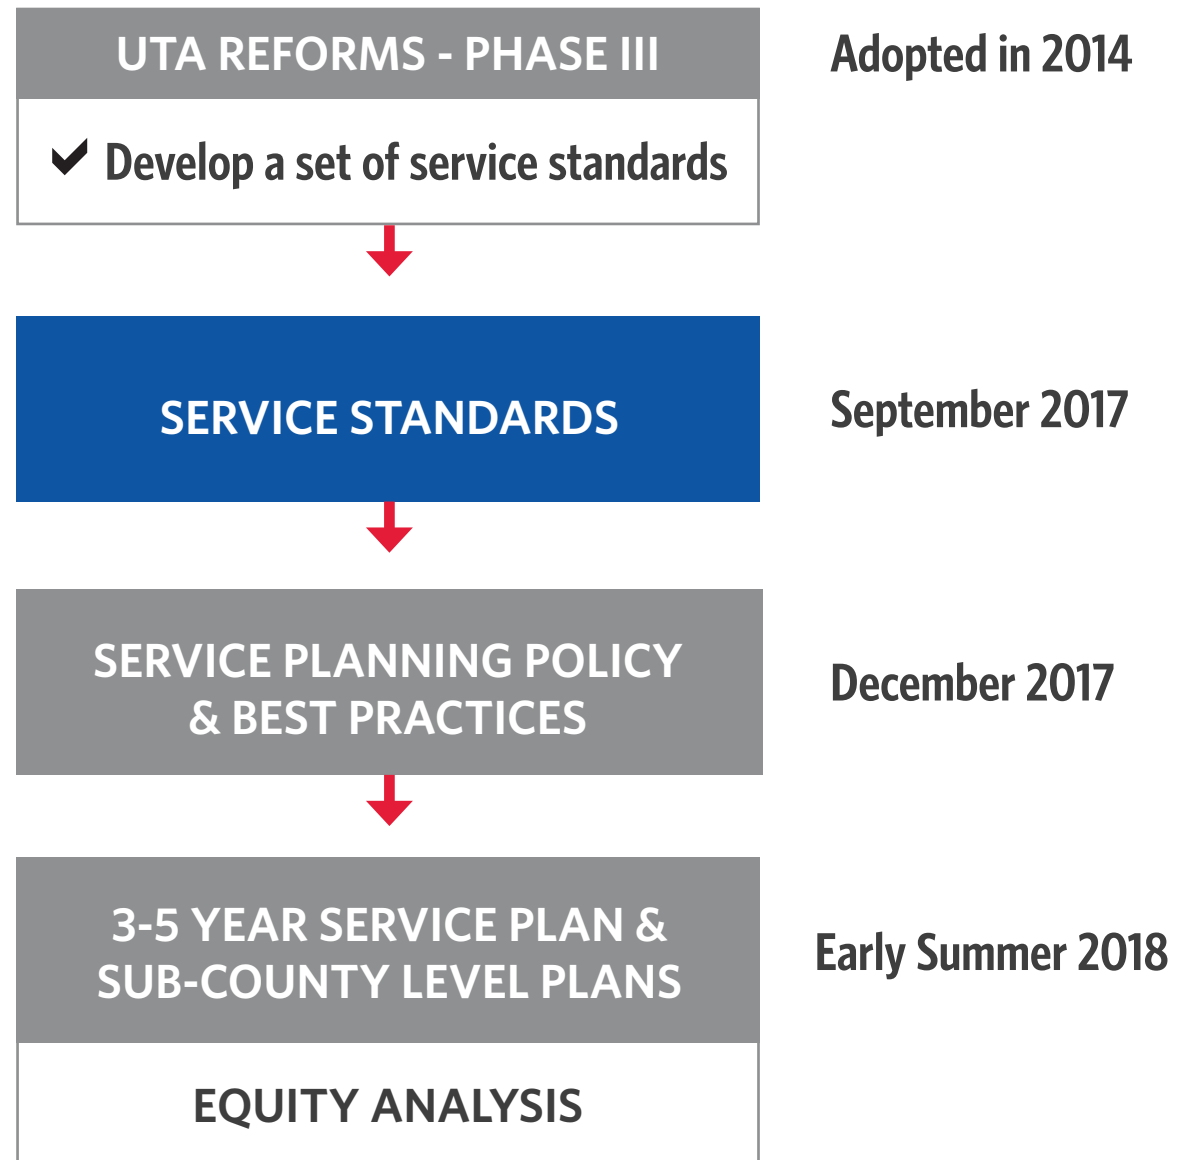 UTA REFORMS - PHASE III
Adopted in 2014
Develop a set of service standards
SERVICE STANDARDS
September 2017
SERVICE PLANNING POLICY
& BEST PRACTICES
December 2017
3-5 YEAR SERVICE PLAN &
SUB-COUNTY LEVEL PLANS
Early Summer 2018
EQUITY ANALYSIS